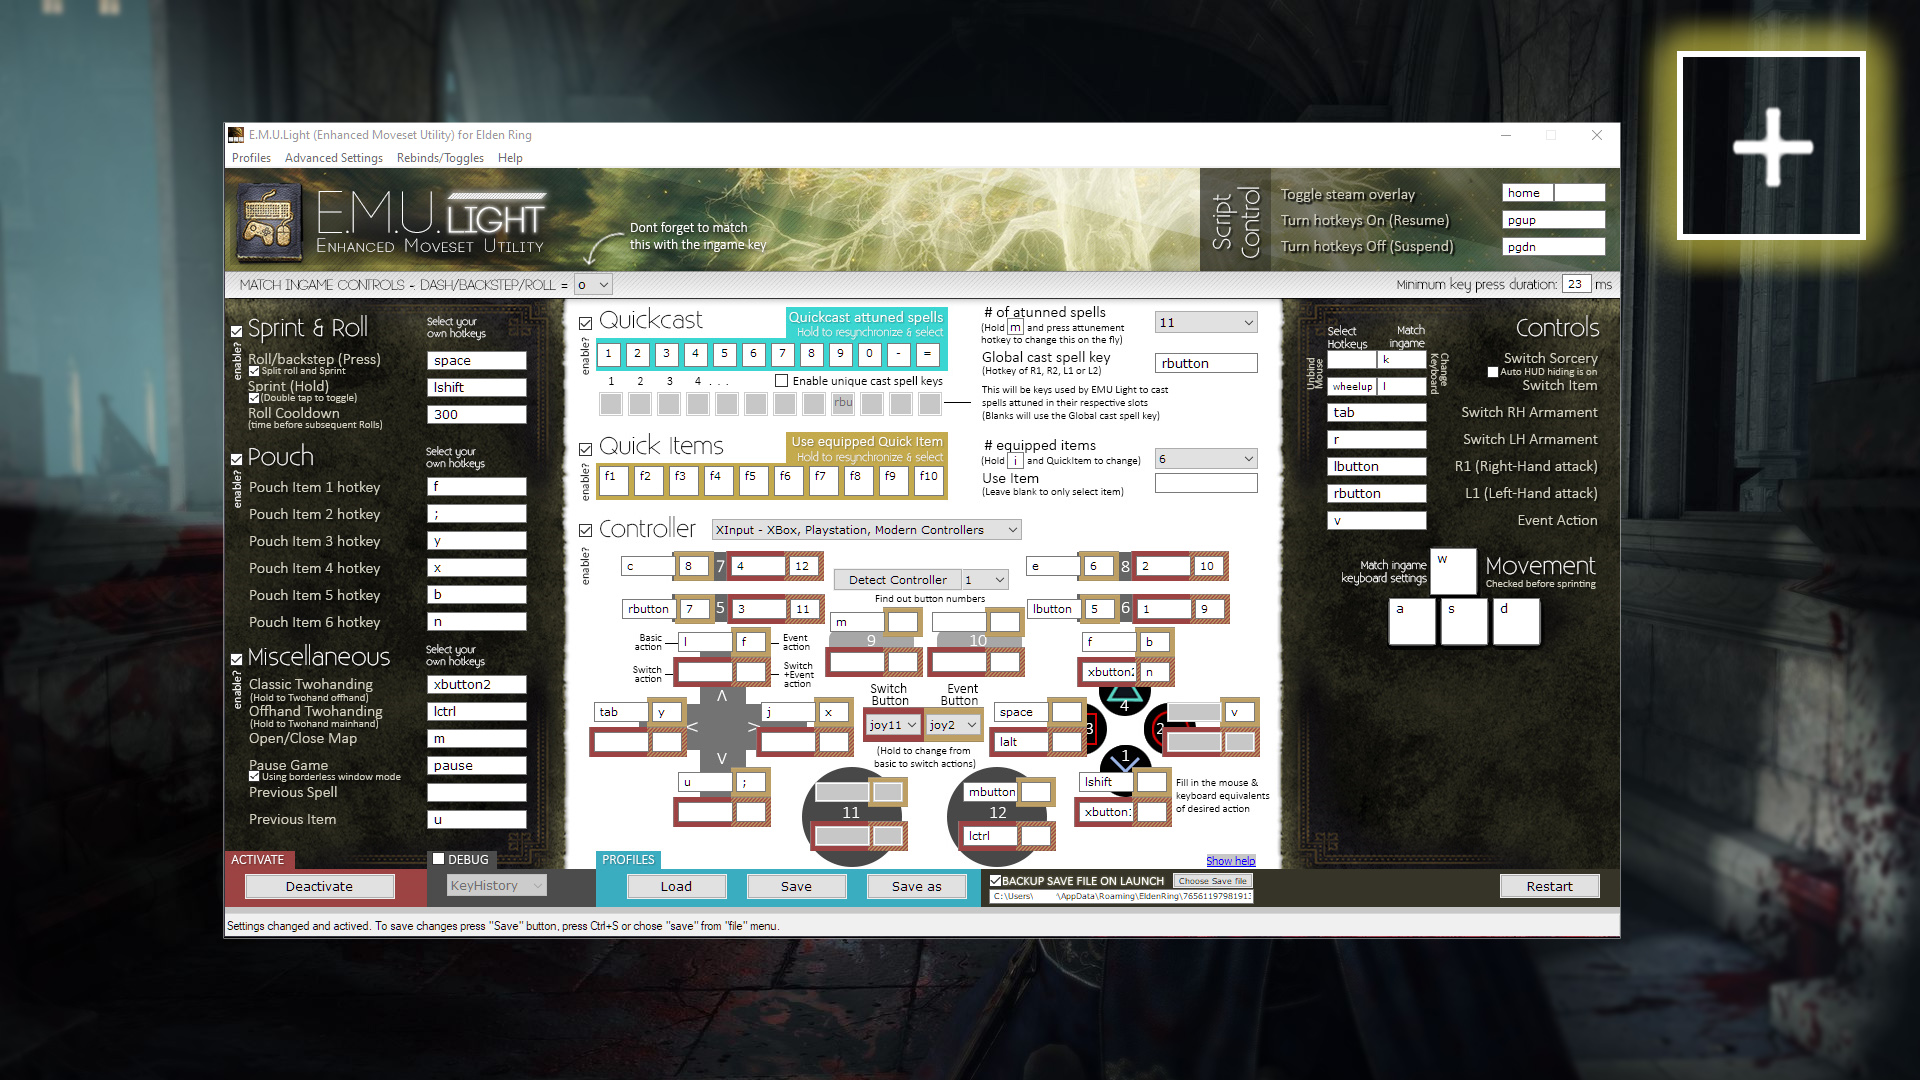 E.M.U.Light (Enhanced Moveset Utility) for Elden Ring
Profiles Advanced Settings Rebinds/Toggles Help
E.M.U. LIGHT
ENHANCED MOVESET UTILITY
Dont forget to match
this with the ingame key
Script Control
Toggle steam overlay home
Turn hotkeys On (Resume) pgup
Turn hotkeys Off (Suspend) pgdn
MATCH INGAME CONTROLS - DASH/BACKSTEP/ROLL = o
Minimum key press duration: 23 ms
enable?
Sprint & Roll
Select your
own hotkeys
Roll/backstep (Press) space
Split roll and Sprint
Sprint (Hold) lshift
(Double tap to toggle)
Roll Cooldown 300
(time before subsequent Rolls)
enable?
Pouch
Select your
own hotkeys
Pouch Item 1 hotkey f
Pouch Item 2 hotkey ;
Pouch Item 3 hotkey y
Pouch Item 4 hotkey x
Pouch Item 5 hotkey b
Pouch Item 6 hotkey n
enable?
Miscellaneous
Select your
own hotkeys
Classic Twohanding xbutton2
(Hold to Twohand offhand)
Offhand Twohanding lctrl
(Hold to Twohand mainhand)
Open/Close Map m
Pause Game pause
Using borderless window mode
Previous Spell
Previous Item u
enable?
Quickcast
Quickcast attuned spells
Hold to resynchronize & select
1 2 3 4 5 6 7 8 9 0 - =
1 2 3 4 . . .
Enable unique cast spell keys
rbu
# of atunned spells 11
(Hold m and press attunement
hotkey to change this on the fly)
Global cast spell key rbutton
(Hotkey of R1, R2, L1 or L2)
This will be keys used by EMU Light to cast
spells attuned in their respective slots
(Blanks will use the Global cast spell key)
enable?
Quick Items
Use equipped Quick Item
Hold to resynchronize & select
f1 f2 f3 f4 f5 f6 f7 f8 f9 f10
# equipped items 6
(Hold i and QuickItem to change)
Use Item
(Leave blank to only select item)
enable?
Controller
XInput - XBox, Playstation, Modern Controllers
c 8 7 4 12
e 6 8 2 10
Detect Controller 1
Find out button numbers
rbutton 7 5 3 11
lbutton 5 6 1 9
m
9
10
Basic
action
l f
Event
action
Switch
action
Switch
+Event
action
f b
xbutton2 n
tab y
j x
Λ
<
>
V
Switch
Button
Event
Button
joy11 joy2
(Hold to change from
basic to switch actions)
space
lalt
4
3
2
1
v
u ;
11
mbutton
12
lctrl
lshift
xbutton1
Fill in the mouse &
keyboard equivalents
of desired action
Show help
Select
Hotkeys
Match
ingame
Controls
Unbind
Mouse
Change
Keyboard
k Switch Sorcery
Auto HUD hiding is on
wheelup l Switch Item
tab Switch RH Armament
r Switch LH Armament
lbutton R1 (Right-Hand attack)
rbutton L1 (Left-Hand attack)
v Event Action
Match ingame
keyboard settings
w
Movement
Checked before sprinting
a s d
ACTIVATE
Deactivate
DEBUG
KeyHistory
PROFILES
Load Save Save as
BACKUP SAVE FILE ON LAUNCH Choose Save file
C:\Users\ \AppData\Roaming\EldenRing\7656119798191
Restart
Settings changed and actived. To save changes press "Save" button, press Ctrl+S or chose "save" from "file" menu.